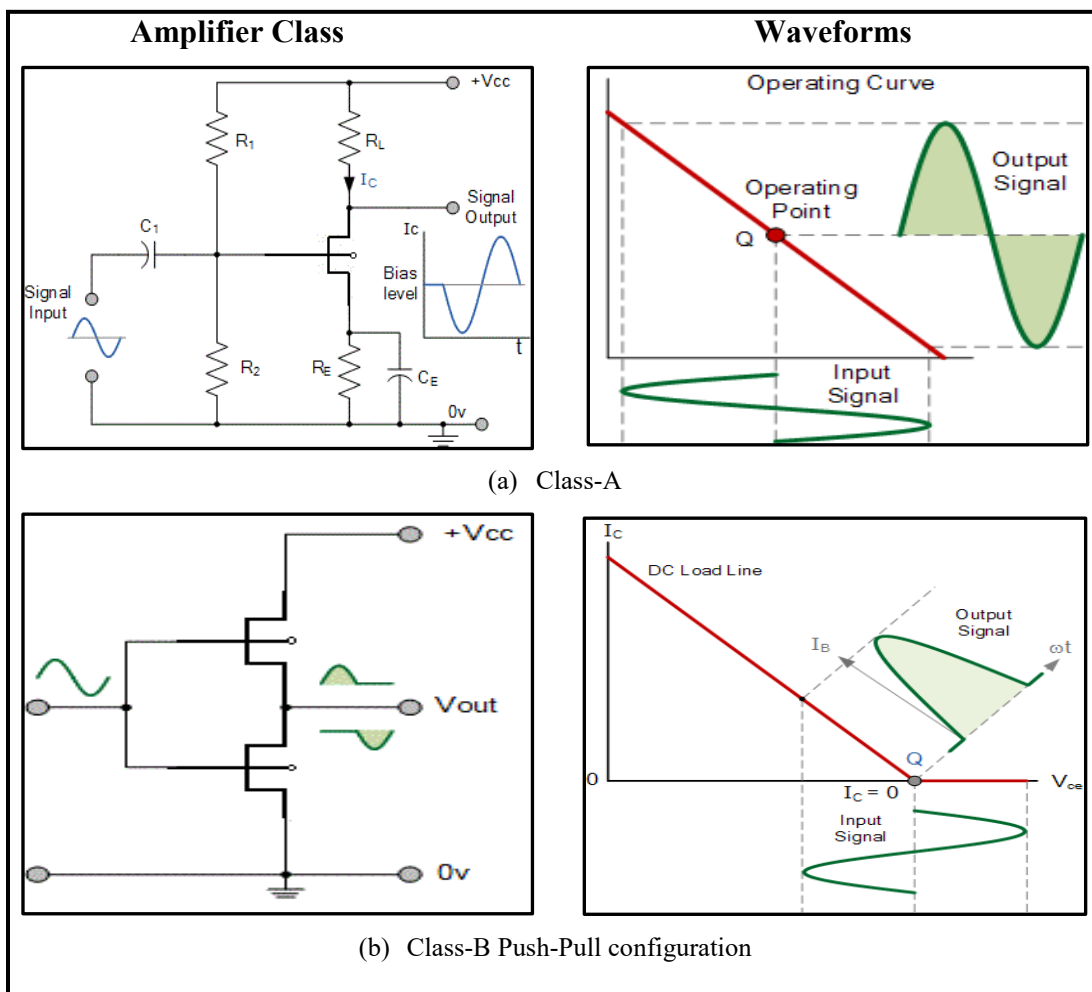 Amplifier Class
Waveforms
+Vcc
R1
RL
IC
Signal
Output
C1
Ic
Bias
level
Signal
Input
t
R2
RE
CE
0v
Operating Curve
Output
Signal
Operating
Point
Q
Input
Signal
(a) Class-A
+Vcc
Vout
0v
IC
DC Load Line
Output
Signal
IB
ωt
Q
0
Vce
IC = 0
Input
Signal
(b) Class-B Push-Pull configuration